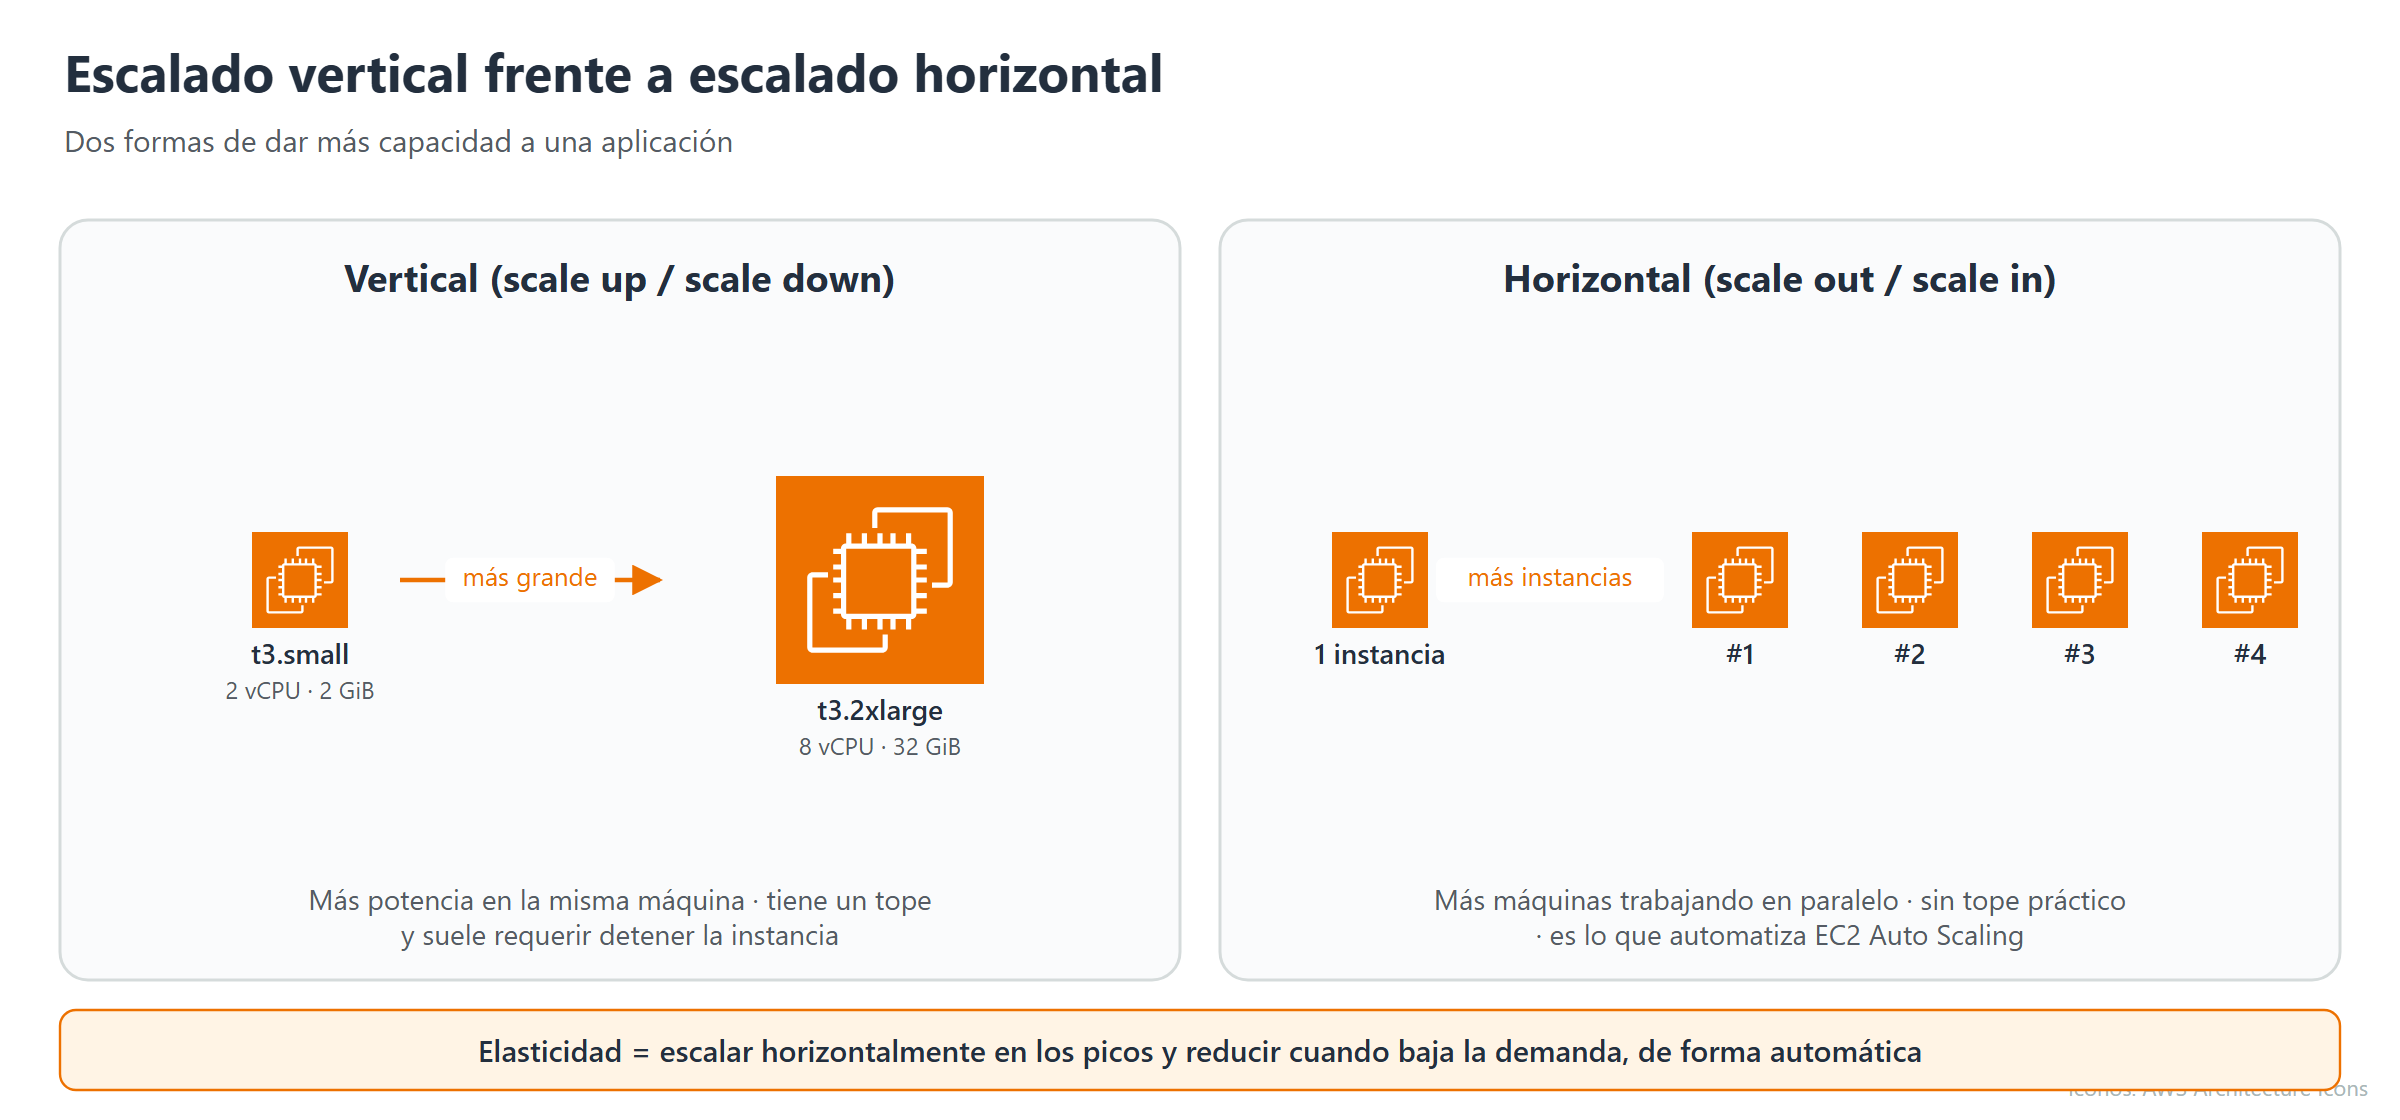 Escalado vertical frente a escalado horizontal
Dos formas de dar más capacidad a una aplicación
Vertical (scale up / scale down)
más grande
t3.small
2 vCPU · 2 GiB
t3.2xlarge
8 vCPU · 32 GiB
Más potencia en la misma máquina · tiene un tope
y suele requerir detener la instancia
Horizontal (scale out / scale in)
más instancias
1 instancia
#1
#2
#3
#4
Más máquinas trabajando en paralelo · sin tope práctico
· es lo que automatiza EC2 Auto Scaling
Elasticidad = escalar horizontalmente en los picos y reducir cuando baja la demanda, de forma automática
Iconos: AWS Architecture Icons